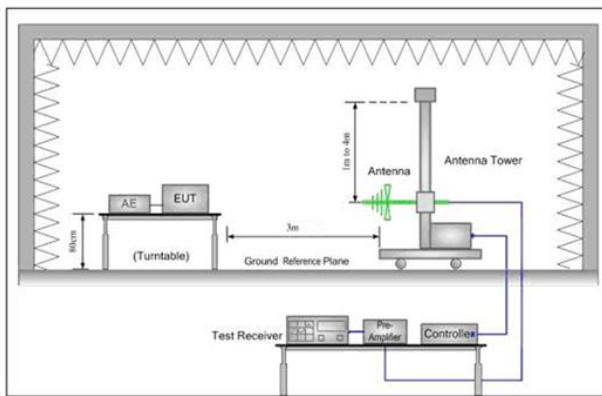 1m to 4m
Antenna
Antenna Tower
AE
EUT
80cm
(Turntable)
3m
Ground Reference Plane
Test Receiver
Pre-
Amplifier
Controller